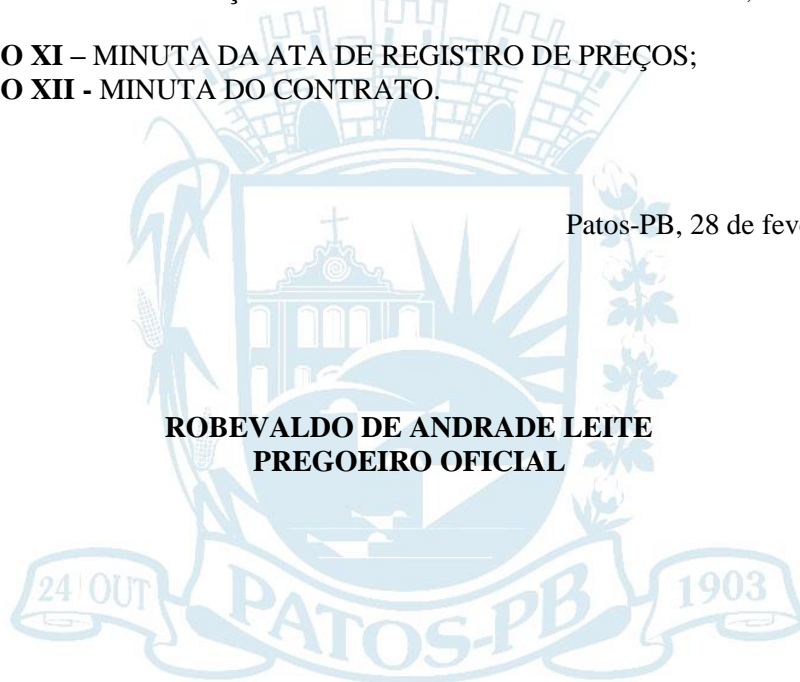 O XI – MINUTA DA ATA DE REGISTRO DE PREÇOS;
O XII - MINUTA DO CONTRATO.
Patos-PB, 28 de feve
ROBEVALDO DE ANDRADE LEITE
PREGOEIRO OFICIAL
24 OUT
PATOS-PB
1903